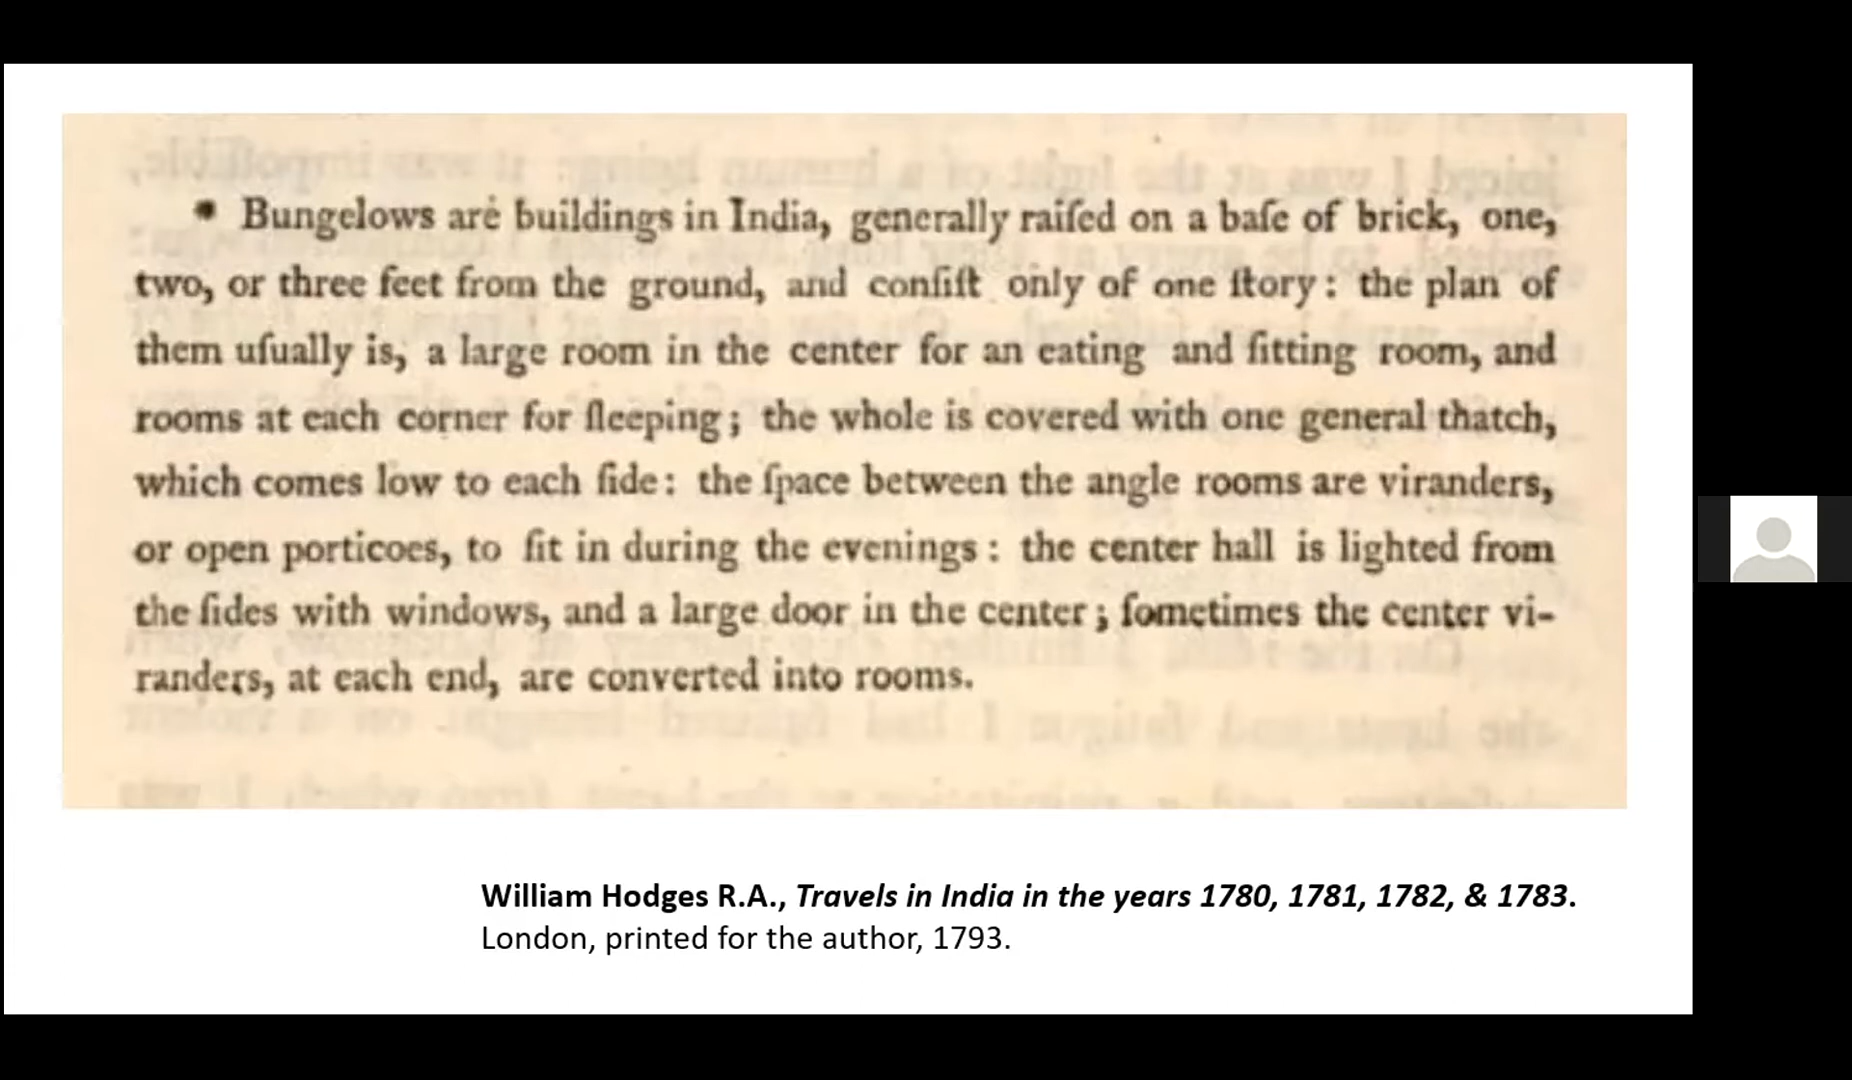 * Bungelows are buildings in India, generally raiſed on a baſe of brick, one,
two, or three feet from the ground, and conſiſt only of one ſtory: the plan of
them uſually is, a large room in the center for an eating and ſitting room, and
rooms at each corner for ſleeping; the whole is covered with one general thatch,
which comes low to each ſide: the ſpace between the angle rooms are viranders,
or open porticoes, to ſit in during the evenings: the center hall is lighted from
the ſides with windows, and a large door in the center; ſometimes the center vi-
randers, at each end, are converted into rooms.
William Hodges R.A., Travels in India in the years 1780, 1781, 1782, & 1783.
London, printed for the author, 1793.